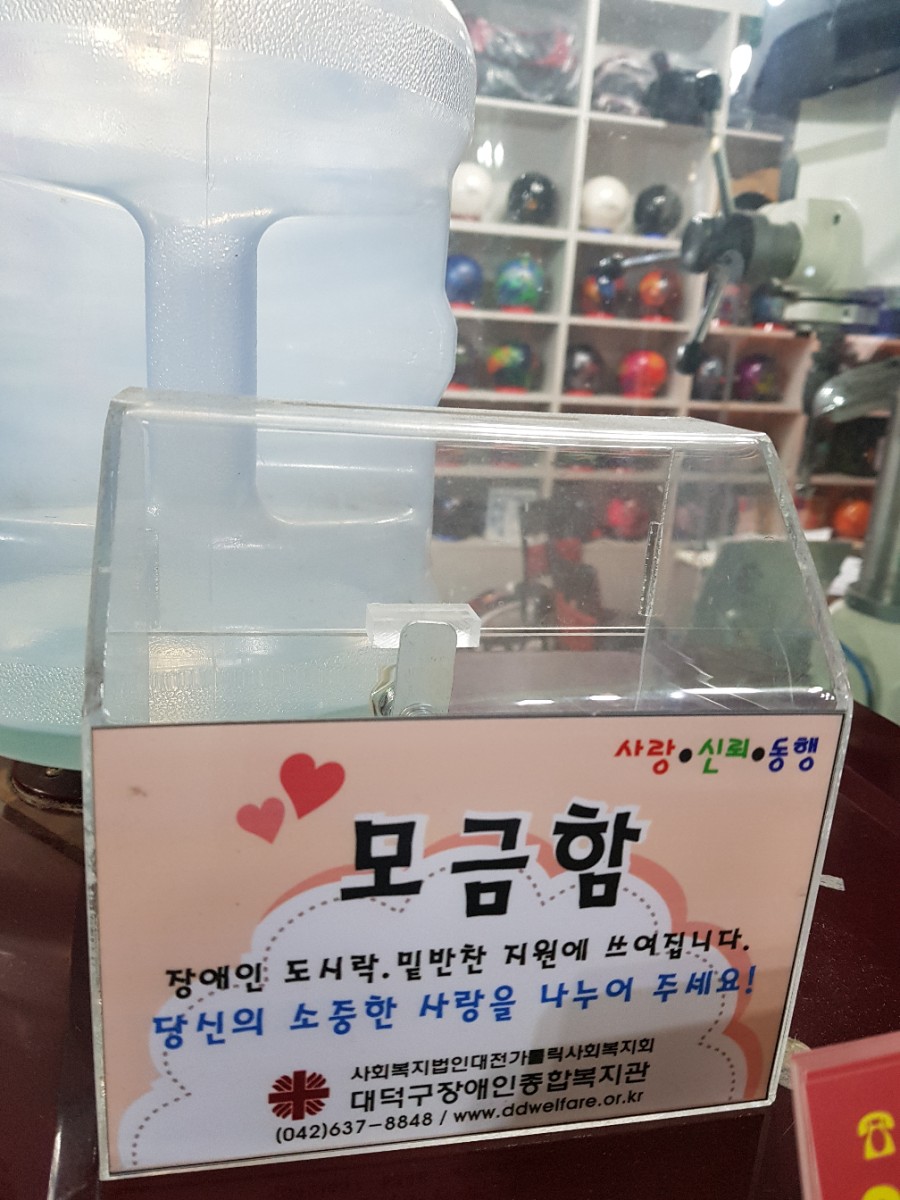 사랑●신뢰●동행
모금함
장애인 도시락.밑반찬 지원에 쓰여집니다.
당신의 소중한 사랑을 나누어 주세요!
사회복지법인대전가톨릭사회복지회
대덕구장애인종합복지관
(042)637-8848 / www.ddwelfare.or.kr